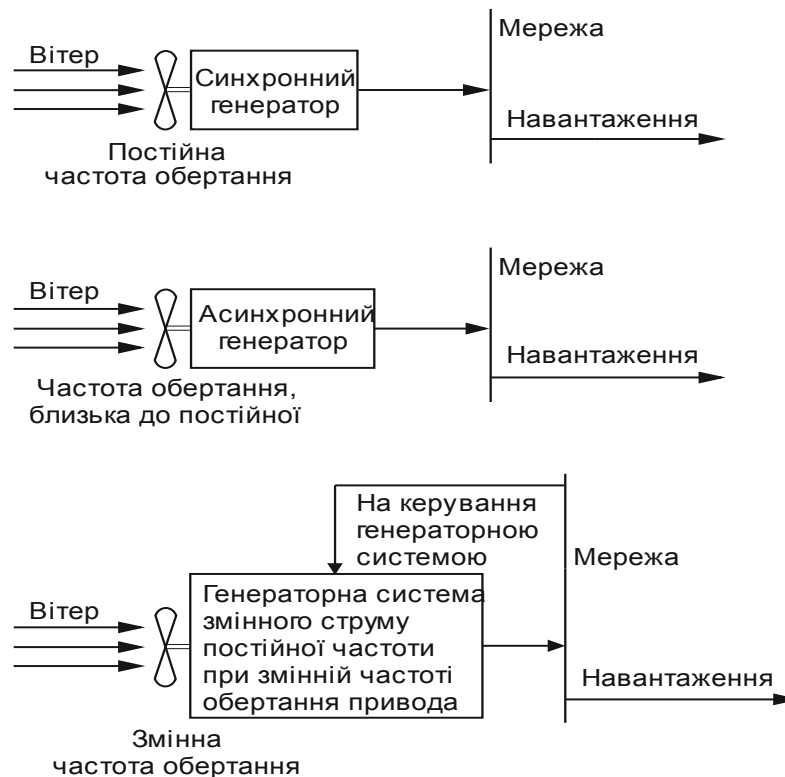 Мережа
Вітер
Синхронний
генератор
Навантаження
Постійна
частота обертання
Мережа
Вітер
Асинхронний
генератор
Навантаження
Частота обертання,
близька до постійної
На керування
генераторною
системою
Мережа
Вітер
Генераторна система
змінного струму
постійної частоти
при змінній частоті
обертання привода
Навантаження
Змінна
частота обертання